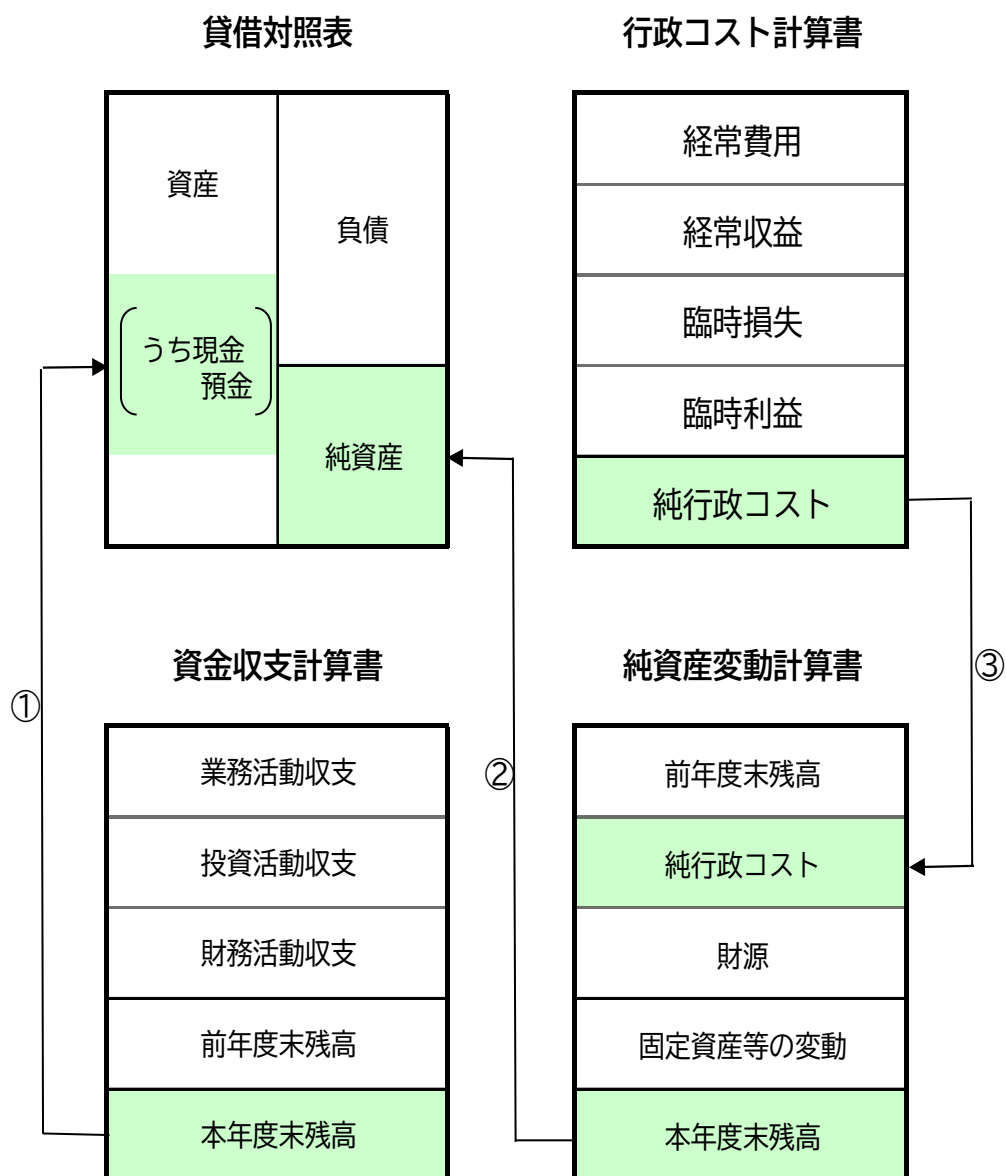 貸借対照表
資産
負債
うち現金
預金
純資産
行政コスト計算書
経常費用
経常収益
臨時損失
臨時利益
純行政コスト
①
資金収支計算書
業務活動収支
投資活動収支
財務活動収支
前年度末残高
本年度末残高
②
純資産変動計算書
前年度末残高
純行政コスト
財源
固定資産等の変動
本年度末残高
③